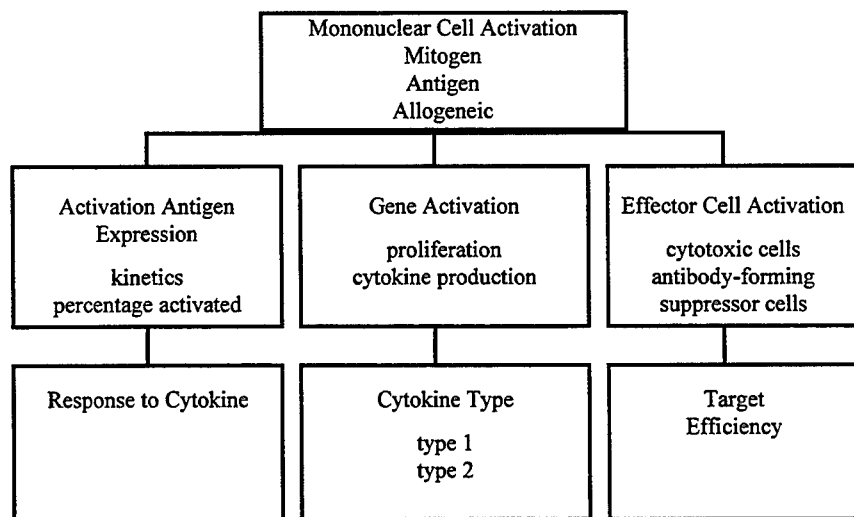 Mononuclear Cell Activation
Mitogen
Antigen
Allogeneic
Activation Antigen
Expression
kinetics
percentage activated
Gene Activation
proliferation
cytokine production
Effector Cell Activation
cytotoxic cells
antibody-forming
suppressor cells
Response to Cytokine
Cytokine Type
type 1
type 2
Target
Efficiency